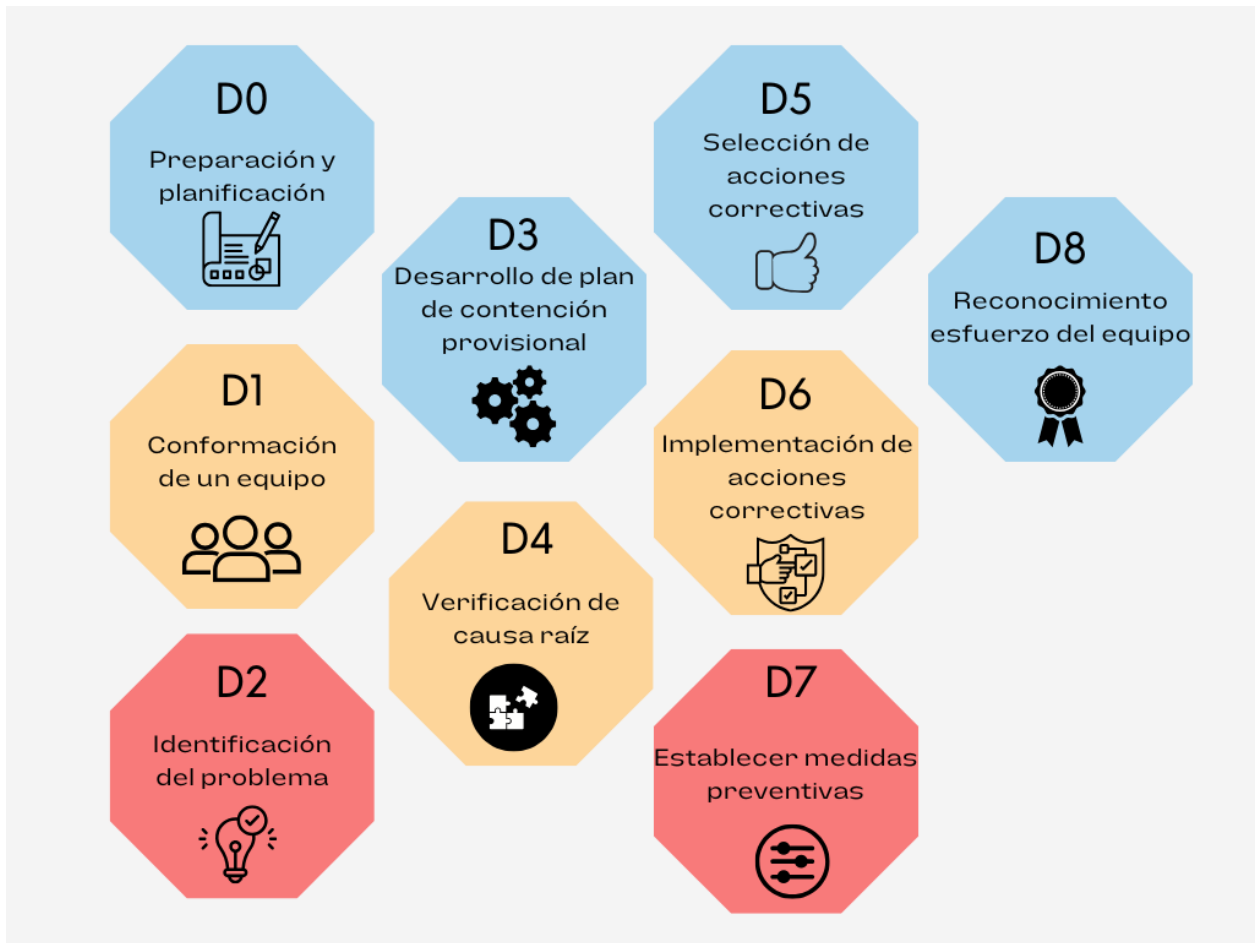 D0
Preparación y
planificación
D1
Conformación
de un equipo
D2
Identificación
del problema
D3
Desarrollo de plan
de contención
provisional
D4
Verificación de
causa raíz
D5
Selección de
acciones
correctivas
D6
Implementación de
acciones
correctivas
D7
Establecer medidas
preventivas
D8
Reconocimiento
esfuerzo del equipo